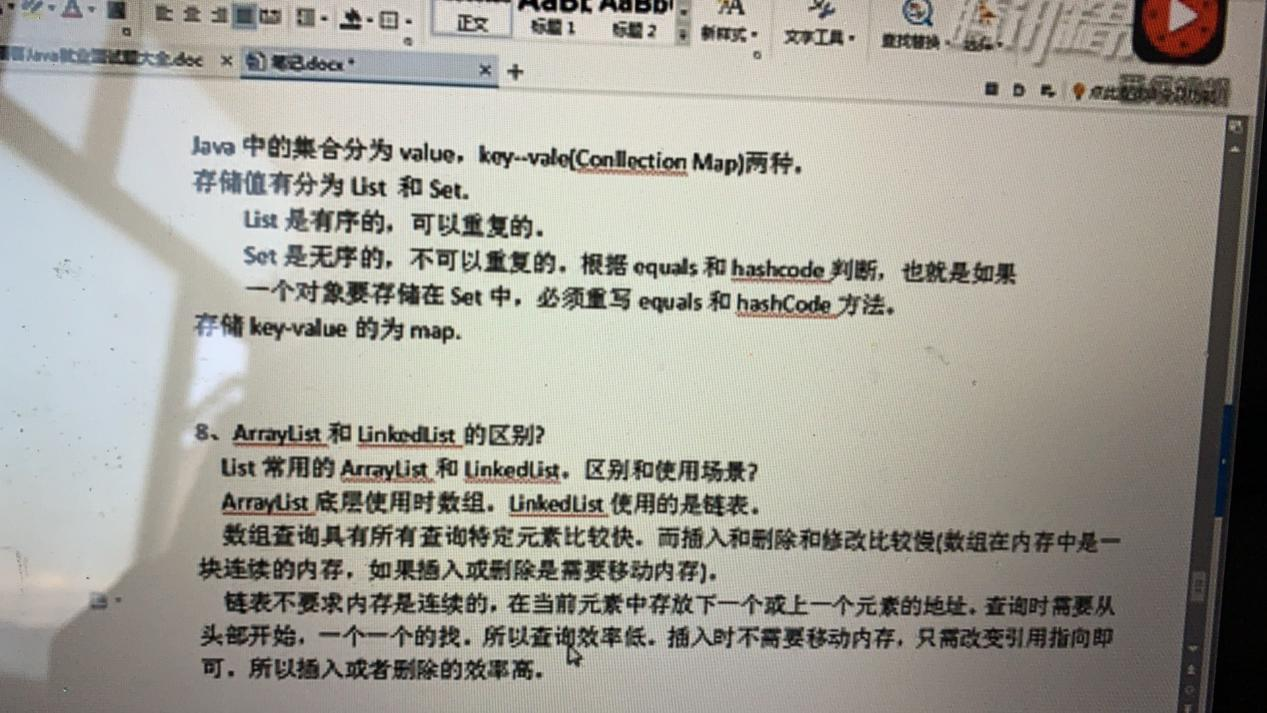 正文
标题 1
标题 2
新样式
文字工具
查找替换
Java就业面试题大全.doc ×
笔记.docx * × +
Java 中的集合分为 value，key--vale(Conllection Map)两种。
存储值有分为 List 和 Set.
List 是有序的，可以重复的。
Set 是无序的，不可以重复的。根据 equals 和 hashcode 判断，也就是如果
一个对象要存储在 Set 中，必须重写 equals 和 hashCode 方法。
存储 key-value 的为 map.
8、ArrayList 和 LinkedList 的区别?
List 常用的 ArrayList 和 LinkedList。区别和使用场景?
ArrayList 底层使用时数组。LinkedList 使用的是链表。
数组查询具有所有查询特定元素比较快。而插入和删除和修改比较慢(数组在内存中是一
块连续的内存，如果插入或删除是需要移动内存)。
链表不要求内存是连续的，在当前元素中存放下一个或上一个元素的地址。查询时需要从
头部开始，一个一个的找。所以查询效率低。插入时不需要移动内存，只需改变引用指向即
可。所以插入或者删除的效率高。